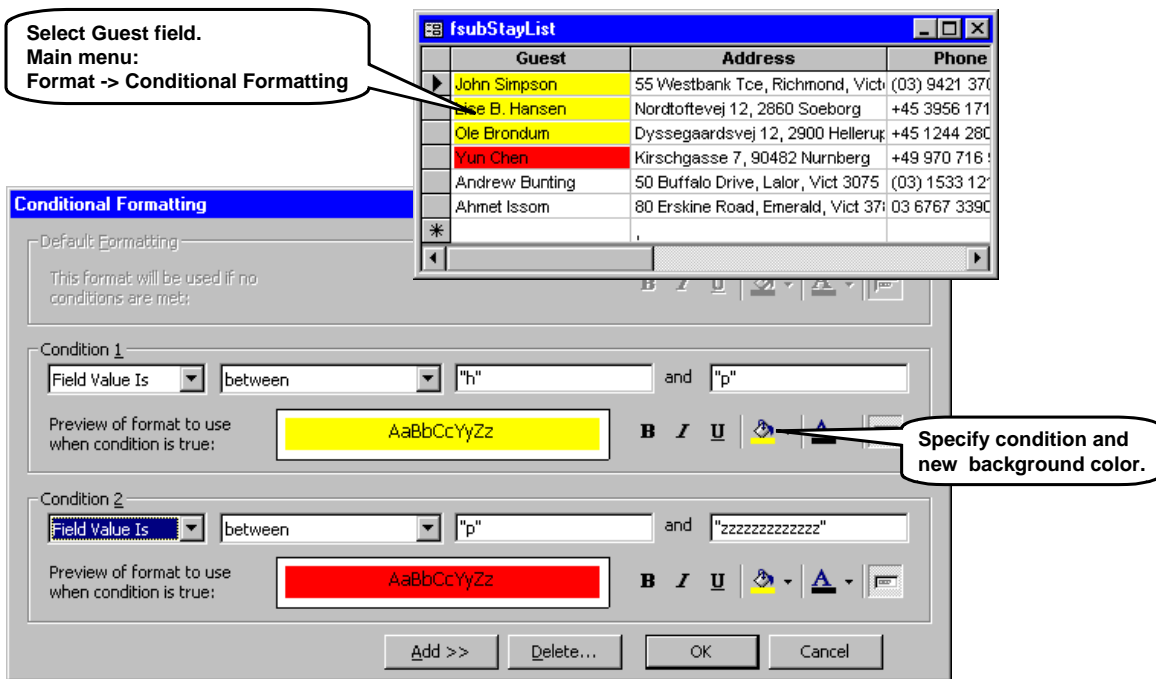 Select Guest field.
Main menu:
Format -> Conditional Formatting
fsubStayList
Guest Address Phone
John Simpson 55 Westbank Tce, Richmond, Victo (03) 9421 370
Lise B. Hansen Nordtoftevej 12, 2860 Soeborg +45 3956 171
Ole Brondum Dyssegaardsvej 12, 2900 Hellerup +45 1244 280
Yun Chen Kirschgasse 7, 90482 Nurnberg +49 970 716
Andrew Bunting 50 Buffalo Drive, Lalor, Vict 3075 (03) 1533 12
Ahmet Issom 80 Erskine Road, Emerald, Vict 37 03 6767 3390
,
Conditional Formatting
Default Formatting
This format will be used if no
conditions are met:
B I U A
Condition 1
Field Value Is between "h" and "p"
Preview of format to use
when condition is true:
AaBbCcYyZz
B I U A
Specify condition and
new background color.
Condition 2
Field Value Is between "p" and "zzzzzzzzzzzzz"
Preview of format to use
when condition is true:
AaBbCcYyZz
B I U A
Add >> Delete... OK Cancel